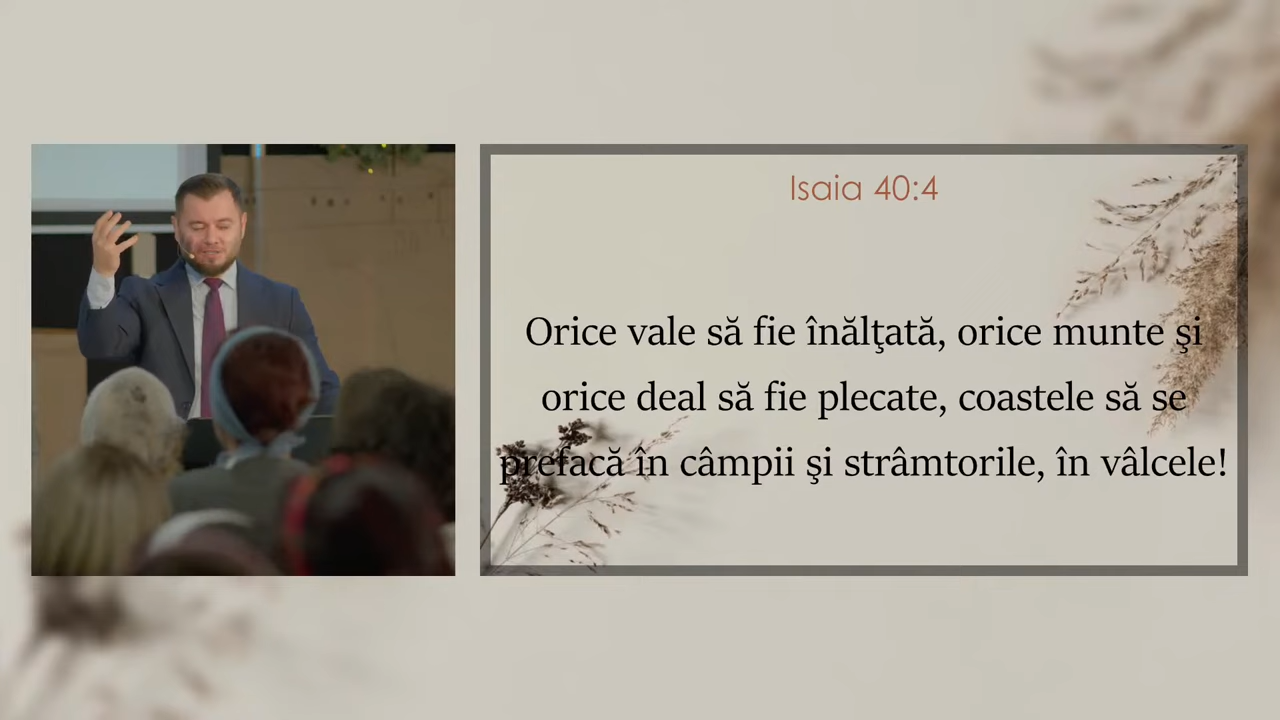 Isaia 40:4
Orice vale să fie înălţată, orice munte şi
orice deal să fie plecate, coastele să se
prefacă în câmpii şi strâmtorile, în vâlcele!